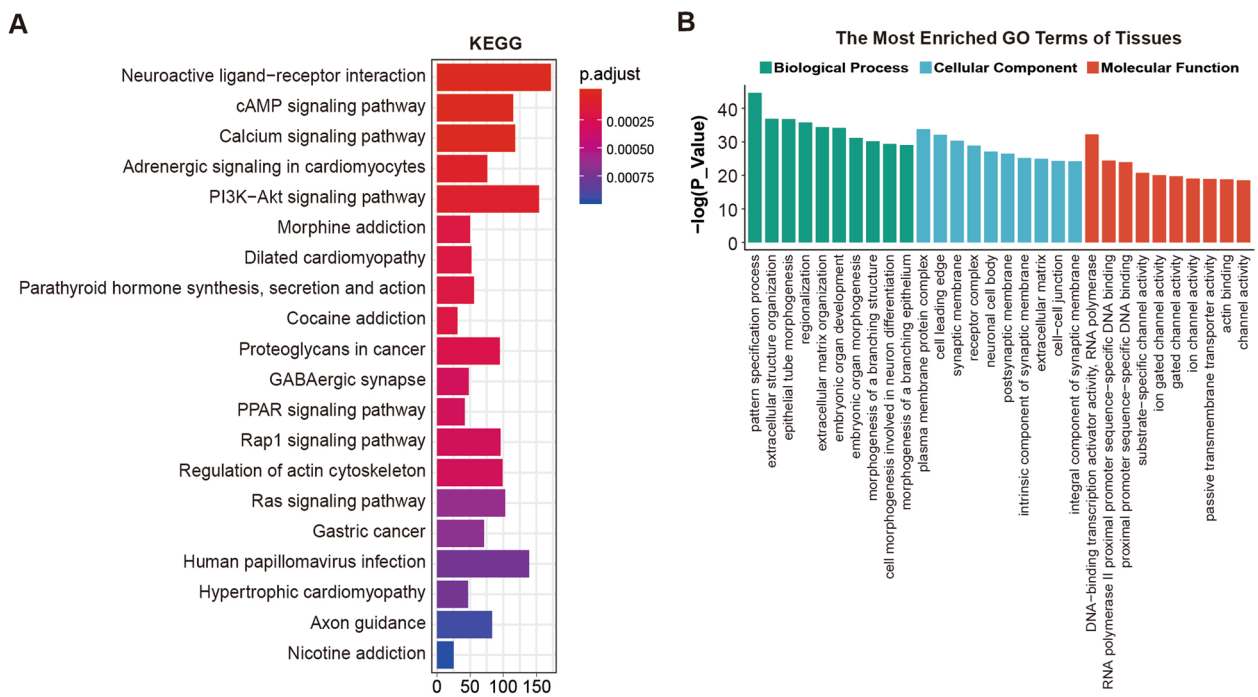 A
KEGG
Neuroactive ligand−receptor interaction
cAMP signaling pathway
Calcium signaling pathway
Adrenergic signaling in cardiomyocytes
PI3K−Akt signaling pathway
Morphine addiction
Dilated cardiomyopathy
Parathyroid hormone synthesis, secretion and action
Cocaine addiction
Proteoglycans in cancer
GABAergic synapse
PPAR signaling pathway
Rap1 signaling pathway
Regulation of actin cytoskeleton
Ras signaling pathway
Gastric cancer
Human papillomavirus infection
Hypertrophic cardiomyopathy
Axon guidance
Nicotine addiction
0 50 100 150
p.adjust
0.00025
0.00050
0.00075
B
The Most Enriched GO Terms of Tissues
Biological Process Cellular Component Molecular Function
−log(P_Value)
40
30
20
10
0
pattern specification process
extracellular structure organization
epithelial tube morphogenesis
regionalization
extracellular matrix organization
embryonic organ development
embryonic organ morphogenesis
morphogenesis of a branching structure
cell morphogenesis involved in neuron differentiation
morphogenesis of a branching epithelium
plasma membrane protein complex
cell leading edge
synaptic membrane
receptor complex
neuronal cell body
postsynaptic membrane
intrinsic component of synaptic membrane
extracellular matrix
cell−cell junction
integral component of synaptic membrane
DNA−binding transcription activator activity, RNA polymerase
RNA polymerase II proximal promoter sequence−specific DNA binding
proximal promoter sequence−specific DNA binding
substrate−specific channel activity
ion gated channel activity
gated channel activity
ion channel activity
passive transmembrane transporter activity
actin binding
channel activity